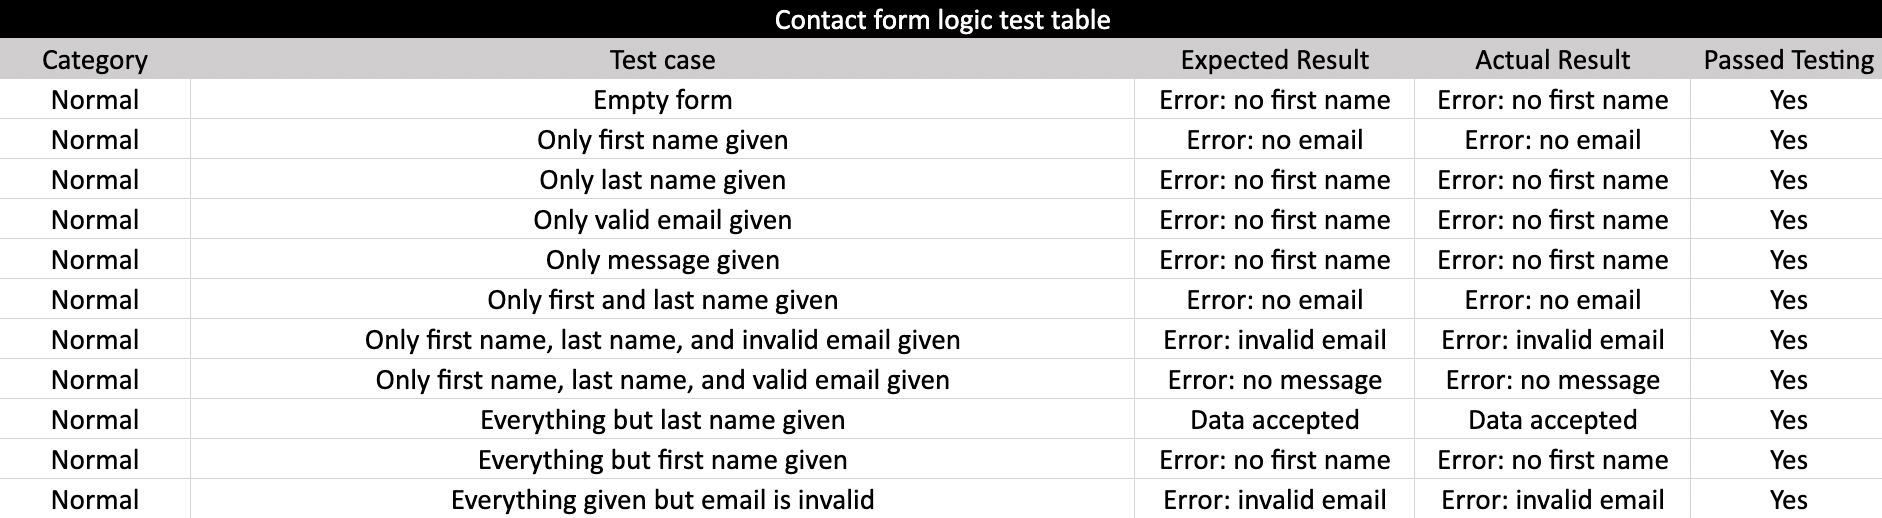 Contact form logic test table
Category Test case Expected Result Actual Result Passed Testing
Normal Empty form Error: no first name Error: no first name Yes
Normal Only first name given Error: no email Error: no email Yes
Normal Only last name given Error: no first name Error: no first name Yes
Normal Only valid email given Error: no first name Error: no first name Yes
Normal Only message given Error: no first name Error: no first name Yes
Normal Only first and last name given Error: no email Error: no email Yes
Normal Only first name, last name, and invalid email given Error: invalid email Error: invalid email Yes
Normal Only first name, last name, and valid email given Error: no message Error: no message Yes
Normal Everything but last name given Data accepted Data accepted Yes
Normal Everything but first name given Error: no first name Error: no first name Yes
Normal Everything given but email is invalid Error: invalid email Error: invalid email Yes